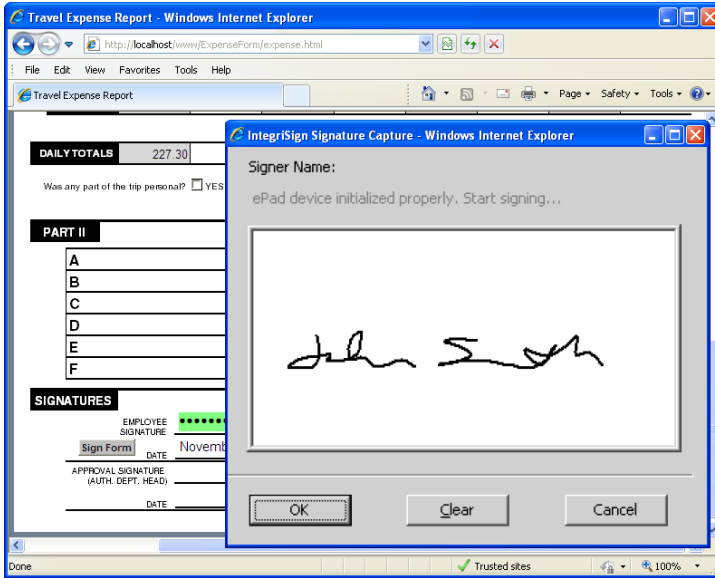 Travel Expense Report - Windows Internet Explorer
http://localhost/www/ExpenseForm/expense.html
File Edit View Favorites Tools Help
Travel Expense Report
Page Safety Tools
IntegriSign Signature Capture - Windows Internet Explorer
Signer Name:
ePad device initialized properly. Start signing...
John Smith
OK Clear Cancel
DAILY TOTALS 227.30
Was any part of the trip personal? YES
PART II
A
B
C
D
E
F
SIGNATURES
EMPLOYEE
SIGNATURE
Sign Form DATE
APPROVAL SIGNATURE
(AUTH. DEPT. HEAD)
DATE
Done Trusted sites 100%